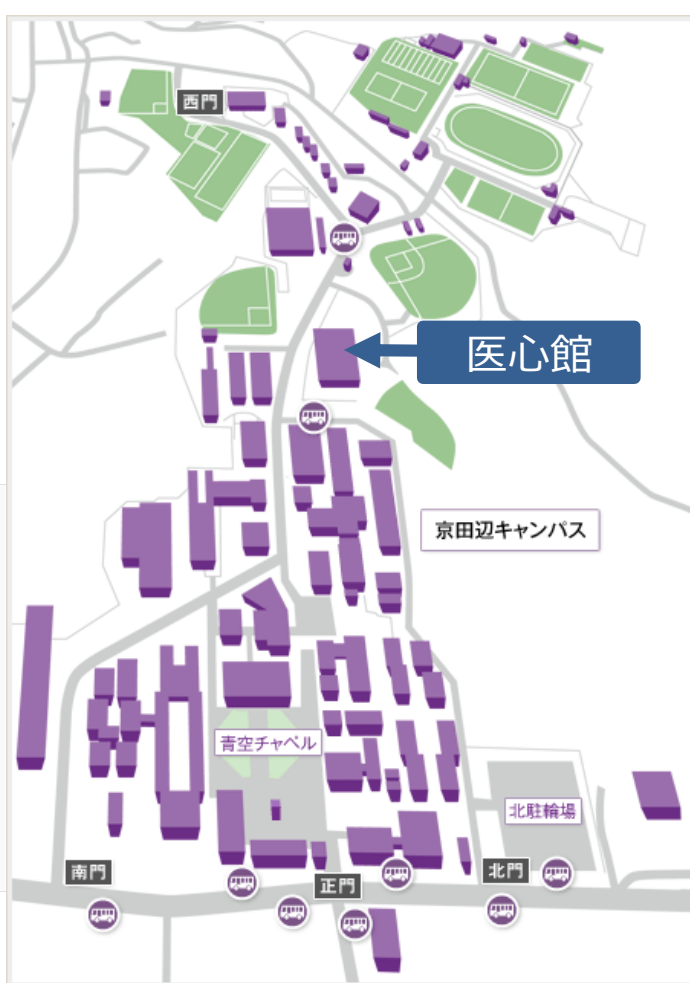 西門
医心館
京田辺キャンパス
青空チャペル
北駐輪場
南門
正門
北門